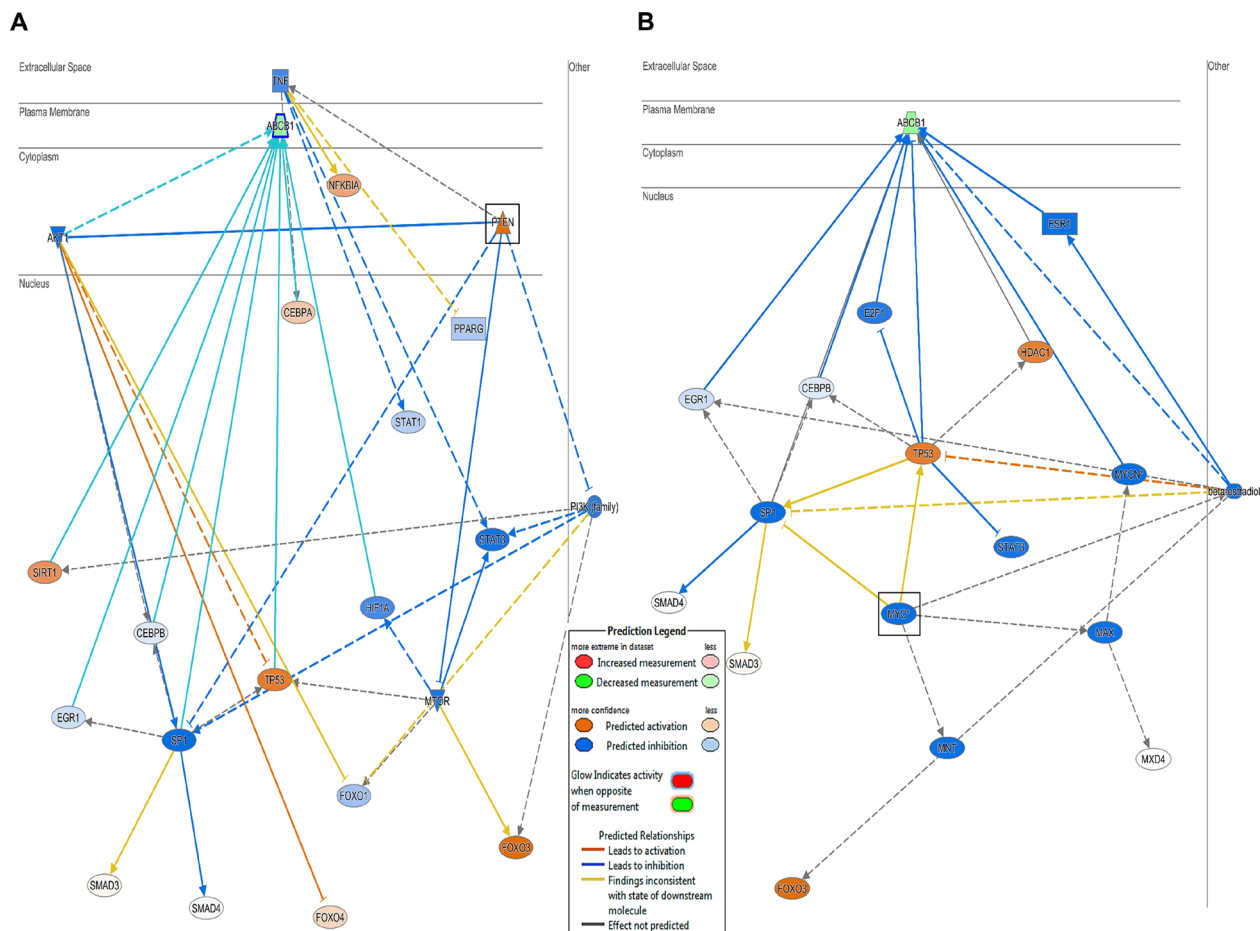 A
Extracellular Space
Other
TNF
Plasma Membrane
ABCB1
Cytoplasm
NFKBIA
PTEN
AKT1
Nucleus
CEBPA
PPARG
STAT1
PI3K (family)
STAT3
SIRT1
HIF1A
CEBPB
TP53
MTOR
EGR1
SP1
FOXO1
FOXO3
SMAD3
SMAD4
FOXO4
B
Extracellular Space
Other
Plasma Membrane
ABCB1
Cytoplasm
Nucleus
ESR1
E2F1
HDAC1
CEBPB
EGR1
TP53
MYCN*
beta-estradiol
SP1
STAT3
SMAD4
MYC*
MAX
SMAD3
MNT
MXD4
FOXO3
Prediction Legend
more extreme in dataset less
Increased measurement
Decreased measurement
more confidence less
Predicted activation
Predicted inhibition
Glow Indicates activity
when opposite
of measurement
Predicted Relationships
Leads to activation
Leads to inhibition
Findings inconsistent
with state of downstream
molecule
Effect not predicted